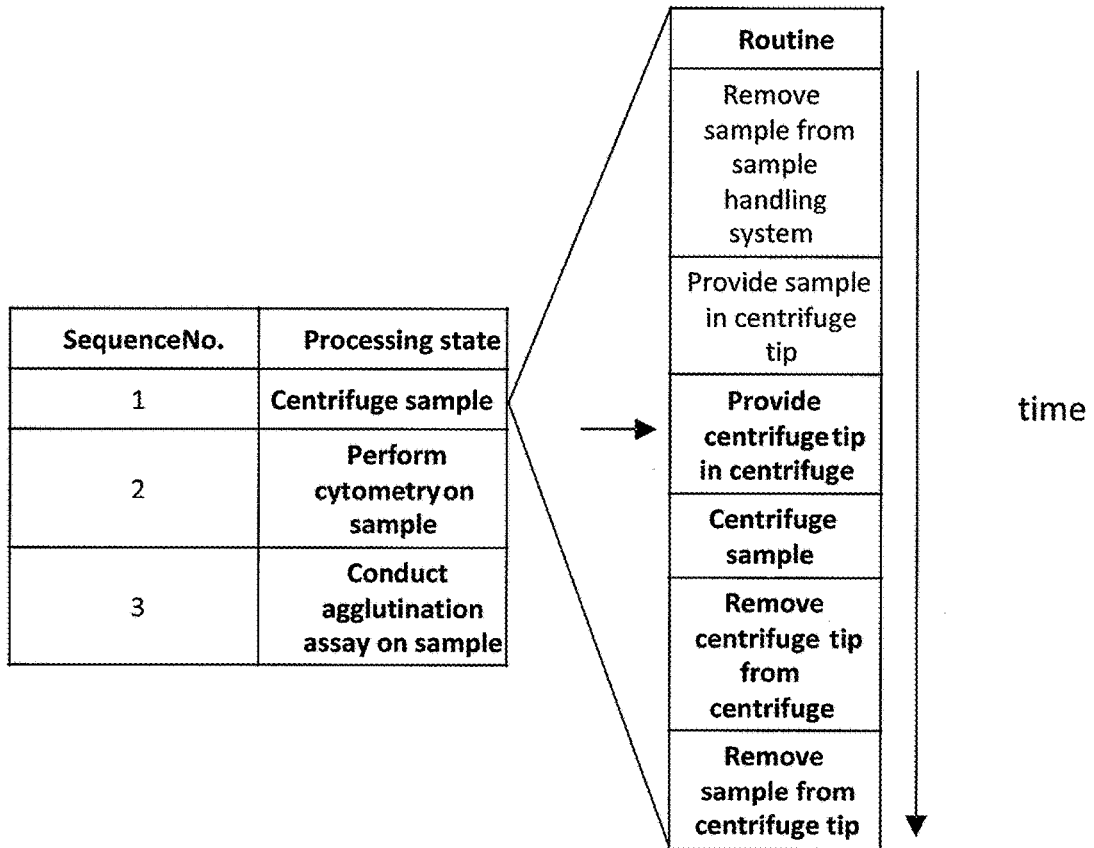 SequenceNo.
Processing state
1
Centrifuge sample
2
Perform
cytometryon
sample
3
Conduct
agglutination
assay on sample
Routine
Remove
sample from
sample
handling
system
Provide sample
in centrifuge
tip
Provide
centrifuge tip
in centrifuge
Centrifuge
sample
Remove
centrifuge tip
from
centrifuge
Remove
sample from
centrifuge tip
time